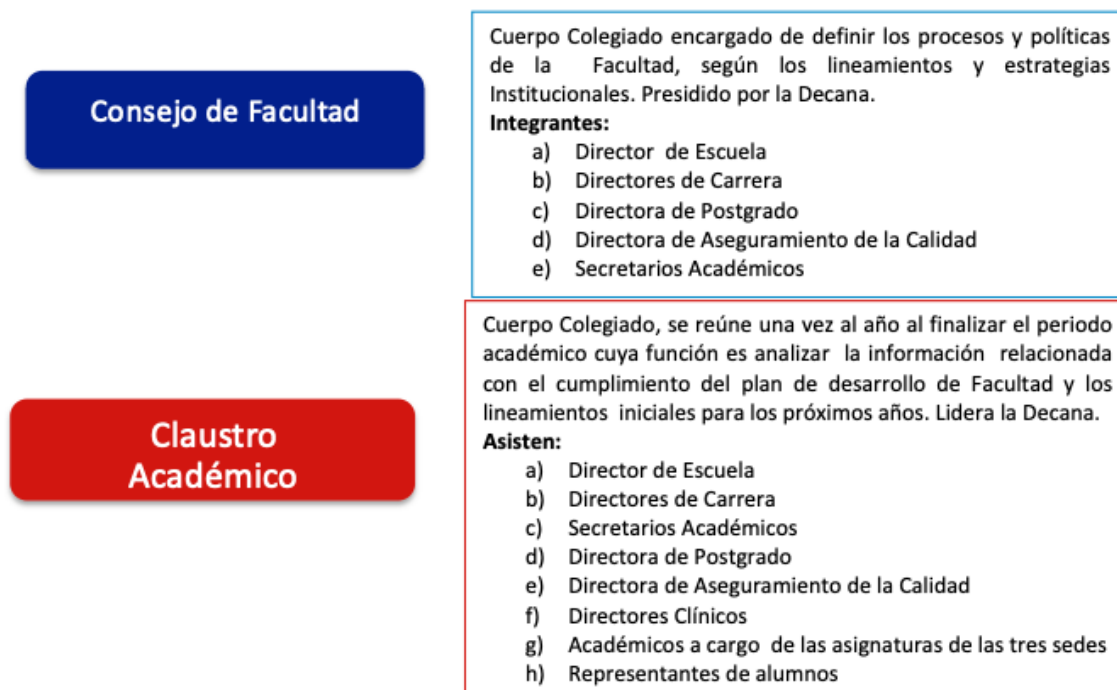 Consejo de Facultad
Cuerpo Colegiado encargado de definir los procesos y políticas
de la Facultad, según los lineamientos y estrategias
Institucionales. Presidido por la Decana.
Integrantes:
a) Director de Escuela
b) Directores de Carrera
c) Directora de Postgrado
d) Directora de Aseguramiento de la Calidad
e) Secretarios Académicos
Claustro
Académico
Cuerpo Colegiado, se reúne una vez al año al finalizar el periodo
académico cuya función es analizar la información relacionada
con el cumplimiento del plan de desarrollo de Facultad y los
lineamientos iniciales para los próximos años. Lidera la Decana.
Asisten:
a) Director de Escuela
b) Directores de Carrera
c) Secretarios Académicos
d) Directora de Postgrado
e) Directora de Aseguramiento de la Calidad
f) Directores Clínicos
g) Académicos a cargo de las asignaturas de las tres sedes
h) Representantes de alumnos